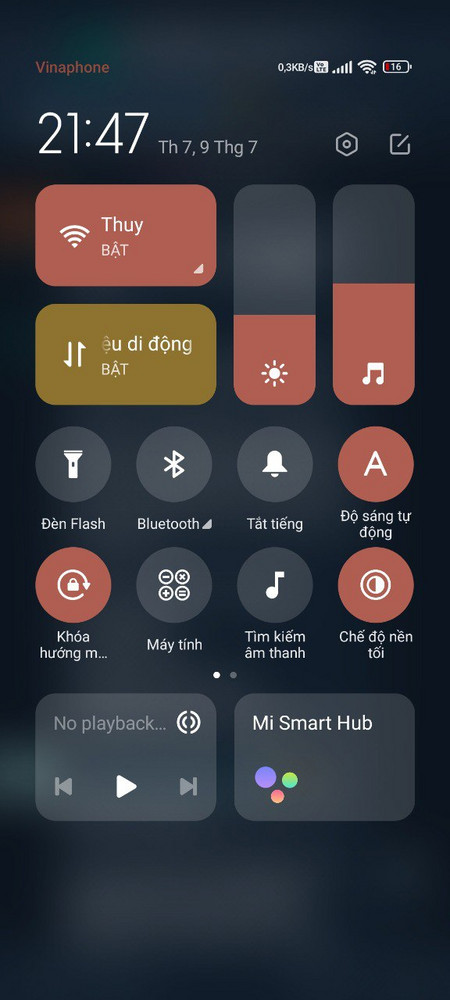 Vinaphone
0,3KB/s Vo LTE 16
21:47 Th 7, 9 Thg 7
Thuy
BẬT
ệu di động
BẬT
Đèn Flash
Bluetooth
Tắt tiếng
A
Độ sáng tự
động
Khóa
hướng m...
Máy tính
Tìm kiếm
âm thanh
Chế độ nền
tối
No playback...
Mi Smart Hub